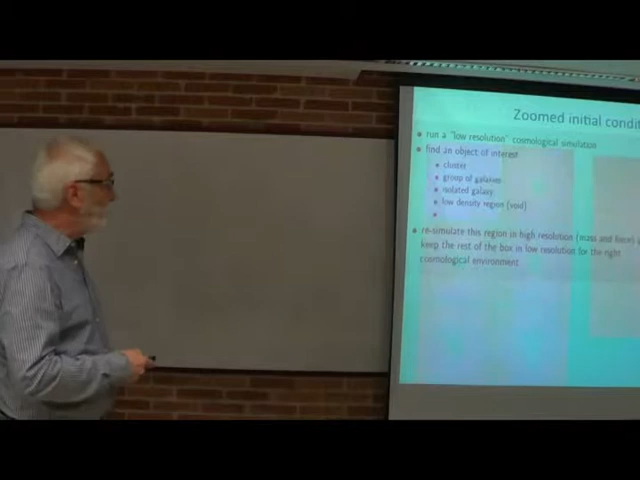 Zoomed initial condit
run a "low resolution" cosmological simulation
find an object of interest
cluster
group of galaxies
isolated galaxy
low density region (void)
re-simulate this region in high resolution (mass and force)
keep the rest of the box in low resolution for the right
cosmological environment